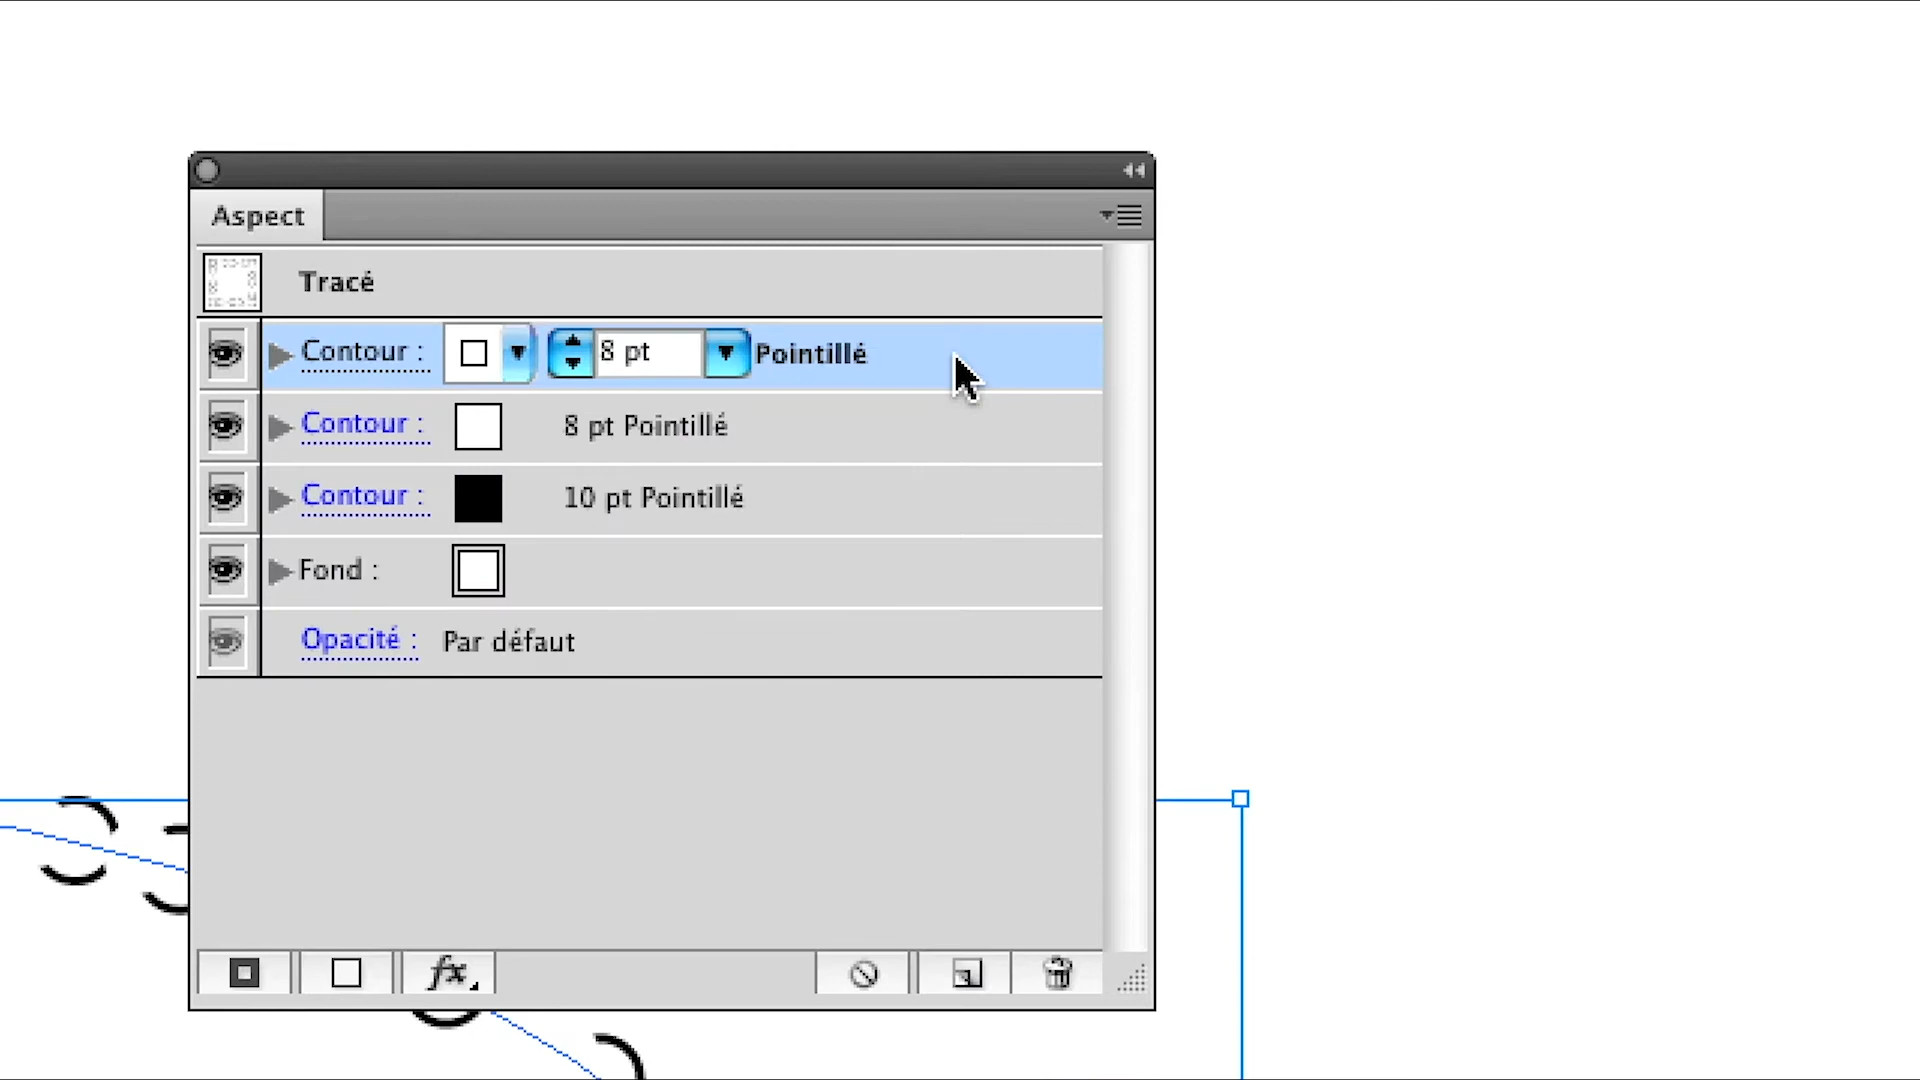 Aspect
Tracé
Contour : 8 pt Pointillé
Contour : 8 pt Pointillé
Contour : 10 pt Pointillé
Fond :
Opacité : Par défaut
fx